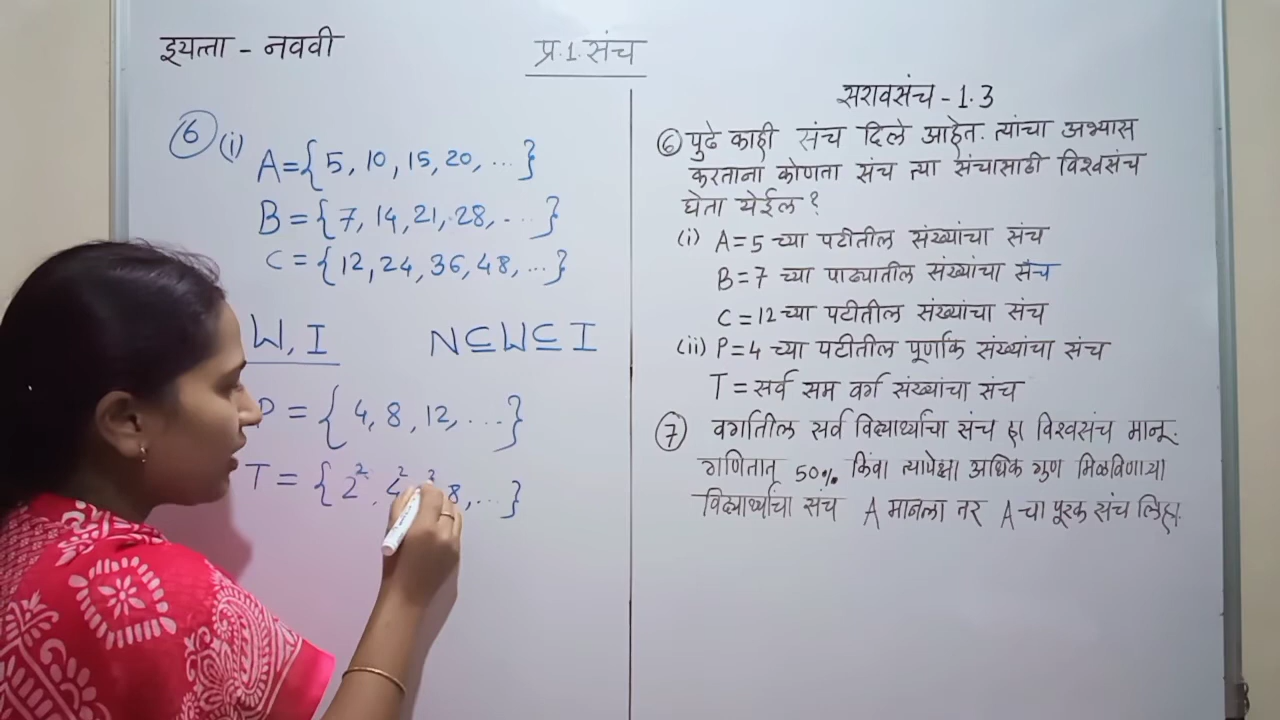 इयत्ता - नववी
प्र.1.संच
⑥ (i) A={5, 10, 15, 20, ...}
B = {7, 14, 21, 28, ...}
C = {12, 24, 36, 48, ...}
W, I N⊆W⊆I
P = {4, 8, 12, ...}
T = {2², 4², 8, ...}
सरावसंच - 1.3
⑥ पुढे काही संच दिले आहेत. त्यांचा अभ्यास
करताना कोणता संच त्या संचासाठी विश्वसंच
घेता येईल ?
(i) A=5 च्या पटीतील संख्यांचा संच
B=7 च्या पाढ्यातील संख्यांचा संच
C=12 च्या पटीतील संख्यांचा संच
(ii) P=4 च्या पटीतील पूर्णांक संख्यांचा संच
T = सर्व सम वर्ग संख्यांचा संच
⑦ वर्गातील सर्व विद्यार्थ्यांचा संच हा विश्वसंच मानू.
गणितात 50% किंवा त्यापेक्षा अधिक गुण मिळविणाऱ्या
विद्यार्थ्यांचा संच A मानला तर A-चा पूरक संच लिहा.